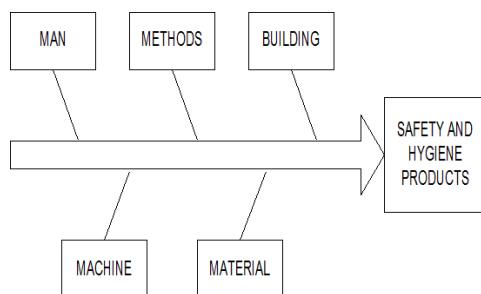 MAN
METHODS
BUILDING
SAFETY AND
HYGIENE
PRODUCTS
MACHINE
MATERIAL